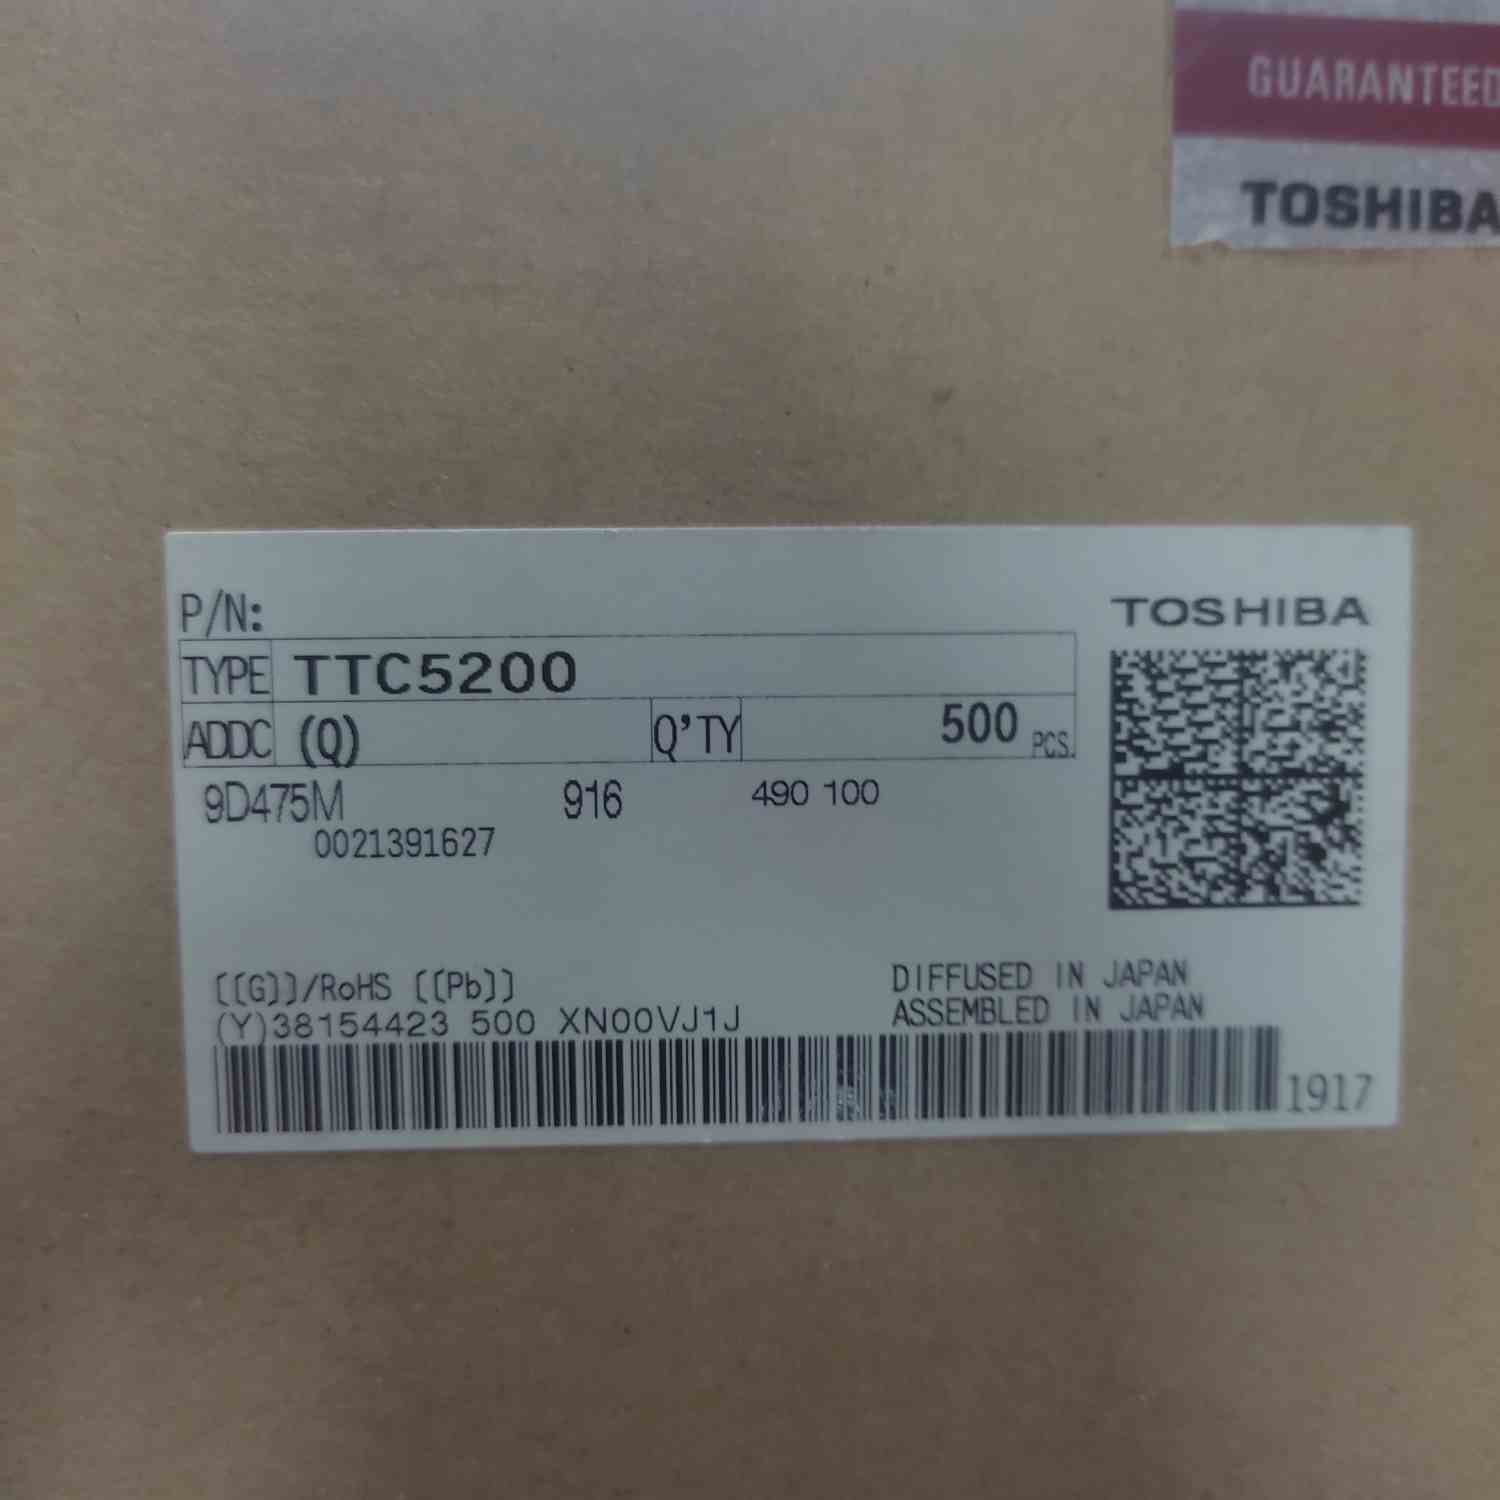 GUARANTEED
TOSHIBA
P/N:
TOSHIBA
TYPE TTC5200
ADDC (Q) Q'TY 500 PCS.
9D475M 916 490 100
0021391627
[[G]]/RoHS [[Pb]]
DIFFUSED IN JAPAN
(Y)38154423 500 XN00VJ1J
ASSEMBLED IN JAPAN
1917